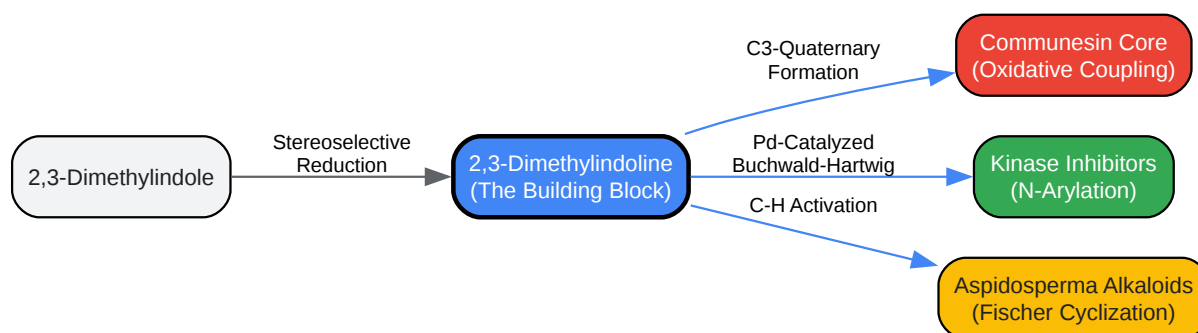 2,3-Dimethylindole
Stereoselective
Reduction
2,3-Dimethylindoline
(The Building Block)
C3-Quaternary
Formation
Communesin Core
(Oxidative Coupling)
Pd-Catalyzed
Buchwald-Hartwig
Kinase Inhibitors
(N-Arylation)
C-H Activation
Aspidosperma Alkaloids
(Fischer Cyclization)